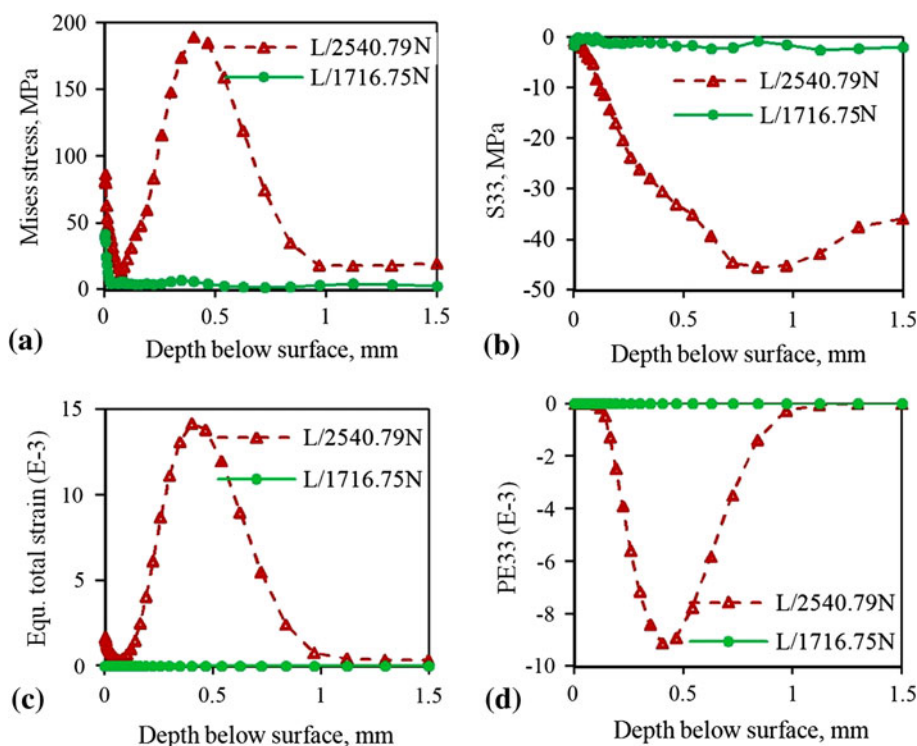 200
150
100
50
0
Mises stress, MPa
L/2540.79N
L/1716.75N
0 0.5 1 1.5
Depth below surface, mm
(a)
0
-10
-20
-30
-40
-50
S33, MPa
L/2540.79N
L/1716.75N
0 0.5 1 1.5
Depth below surface, mm
(b)
15
10
5
0
Equ. total strain (E-3)
L/2540.79N
L/1716.75N
0 0.5 1 1.5
Depth below surface, mm
(c)
0
-2
-4
-6
-8
-10
PE33 (E-3)
L/2540.79N
L/1716.75N
0 0.5 1 1.5
Depth below surface, mm
(d)